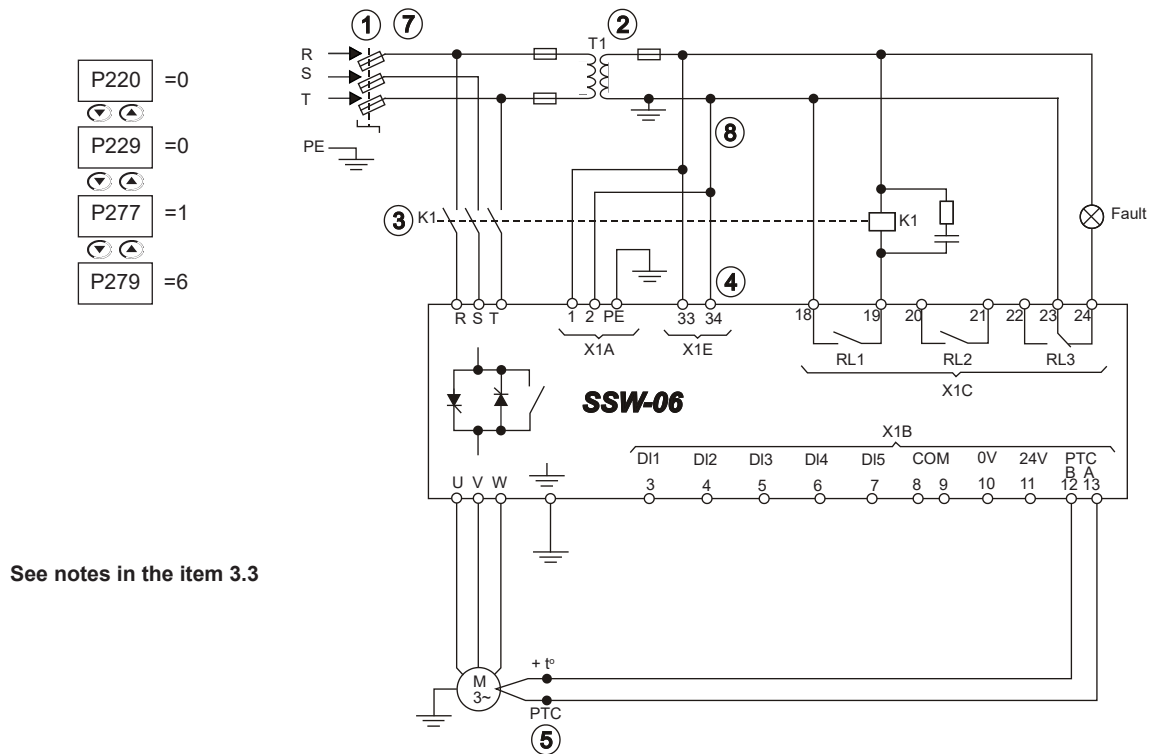 1 7 2
T1
R
S
T
PE
P220 =0
P229 =0
P277 =1
P279 =6
8
3 K1
K1
Fault
4
R S T 1 2 PE 33 34 18 19 20 21 22 23 24
X1A X1E RL1 RL2 RL3
X1C
SSW-06
X1B
DI1 DI2 DI3 DI4 DI5 COM 0V 24V PTC
B A
3 4 5 6 7 8 9 10 11 12 13
U V W
See notes in the item 3.3
+ tº
M
3~
PTC
5